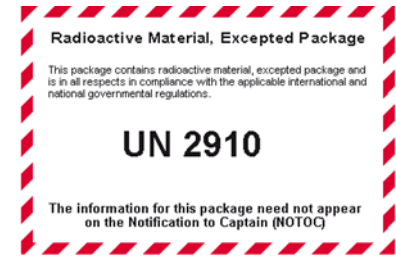 Radioactive Material, Excepted Package
This package contains radioactive material, excepted package and
is in all respects in compliance with the applicable international and
national governmental regulations.
UN 2910
The information for this package need not appear
on the Notification to Captain (NOTOC)